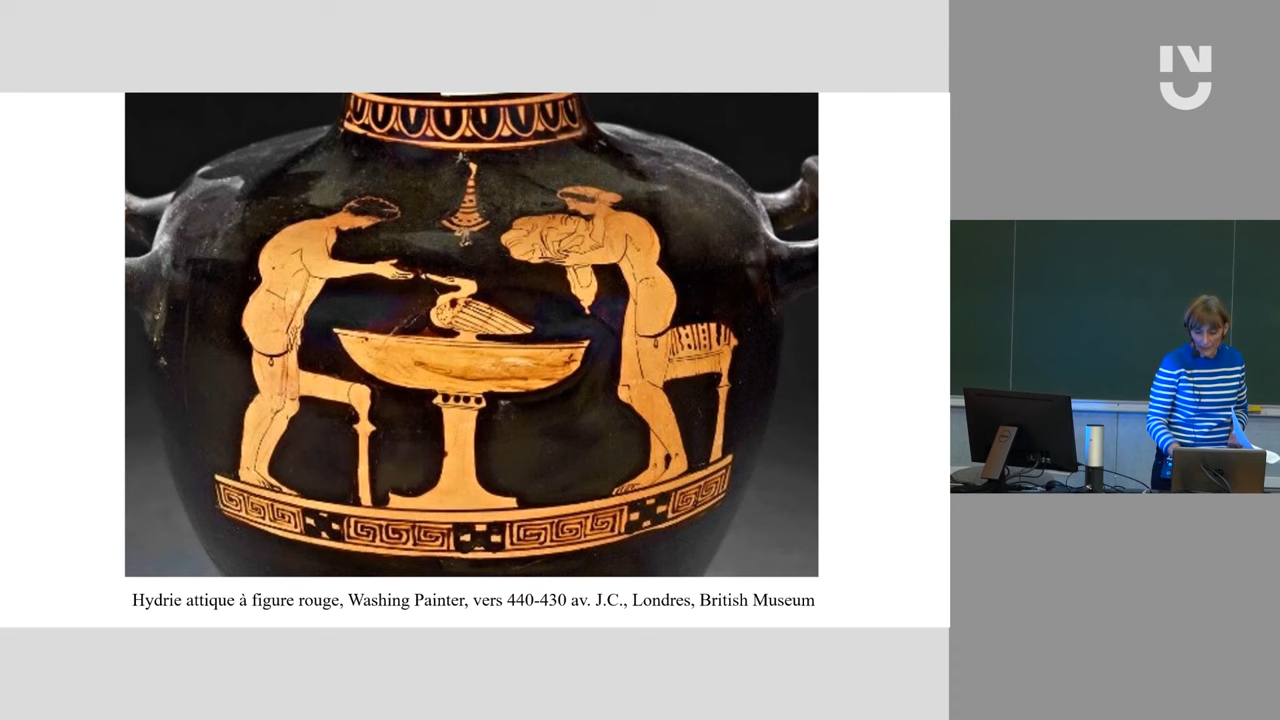 Hydrie attique à figure rouge, Washing Painter, vers 440-430 av. J.C., Londres, British Museum